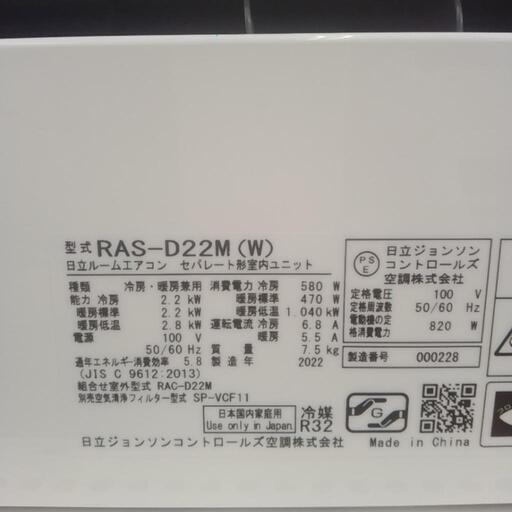 型式 RAS-D22M (W)
日立ルームエアコン セパレート形室内ユニット
種類 冷房・暖房兼用
能力 冷房 2.2 kW
暖房標準 2.2 kW
暖房低温 2.8 kW
電源 100 V
50/60 Hz
通年エネルギー消費効率 5.8
(JIS C 9612:2013)
組合せ室外型式 RAC-D22M
別売空気清浄フィルター型式 SP-VCF11
消費電力 冷房 580 W
暖房標準 470 W
暖房低温 1.040 kW
運転電流 冷房 6.8 A
暖房 5.5 A
質量 7.5 kg
製造年 2022
日本国内家庭用
Use only in Japan.
冷媒
R32
日立ジョンソンコントロールズ空調株式会社
PS
E
日立ジョンソン
コントロールズ
空調株式会社
定格電圧 100 V
定格周波数 50/60 Hz
電動機の定
格消費電力 820 W
製造番号 000228
G
Made in China